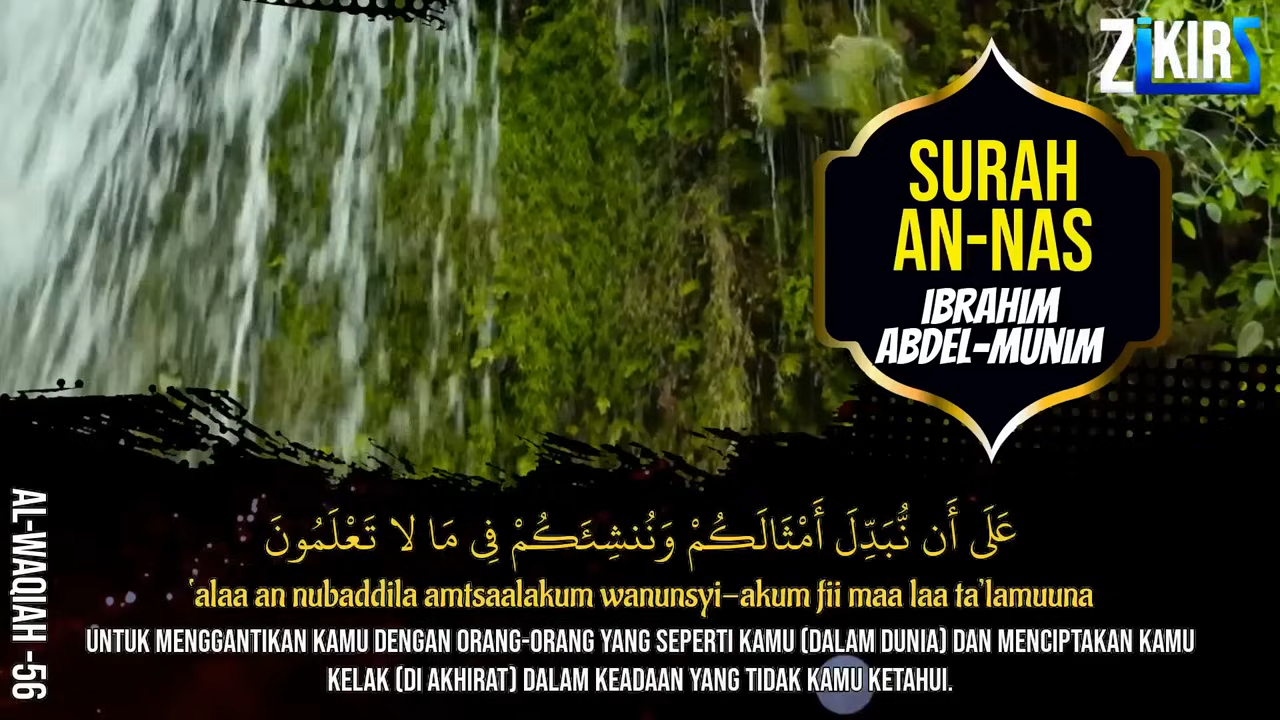 ZiKIRS
SURAH
AN-NAS
IBRAHIM
ABDEL-MUNIM
عَلَى أَن نُّبَدِّلَ أَمْثَالَكُمْ وَنُنشِئَكُمْ فِى مَا لَا تَعْلَمُونَ
'alaa an nubaddila amtsaalakum wanunsyi-akum fii maa laa ta'lamuuna
UNTUK MENGGANTIKAN KAMU DENGAN ORANG-ORANG YANG SEPERTI KAMU (DALAM DUNIA) DAN MENCIPTAKAN KAMU
KELAK (DI AKHIRAT) DALAM KEADAAN YANG TIDAK KAMU KETAHUI.
AL-WAQIAH -56